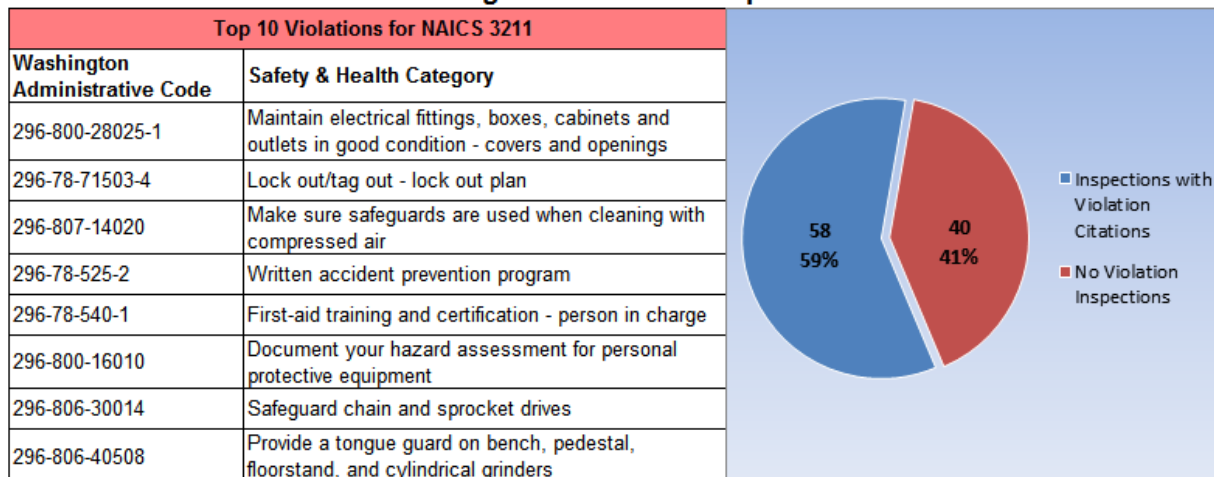 Top 10 Violations for NAICS 3211
Washington
Administrative Code
Safety & Health Category
296-800-28025-1
Maintain electrical fittings, boxes, cabinets and
outlets in good condition - covers and openings
296-78-71503-4
Lock out/tag out - lock out plan
296-807-14020
Make sure safeguards are used when cleaning with
compressed air
296-78-525-2
Written accident prevention program
296-78-540-1
First-aid training and certification - person in charge
296-800-16010
Document your hazard assessment for personal
protective equipment
296-806-30014
Safeguard chain and sprocket drives
296-806-40508
Provide a tongue guard on bench, pedestal,
floorstand, and cylindrical grinders
58
59%
40
41%
Inspections with
Violation
Citations
No Violation
Inspections